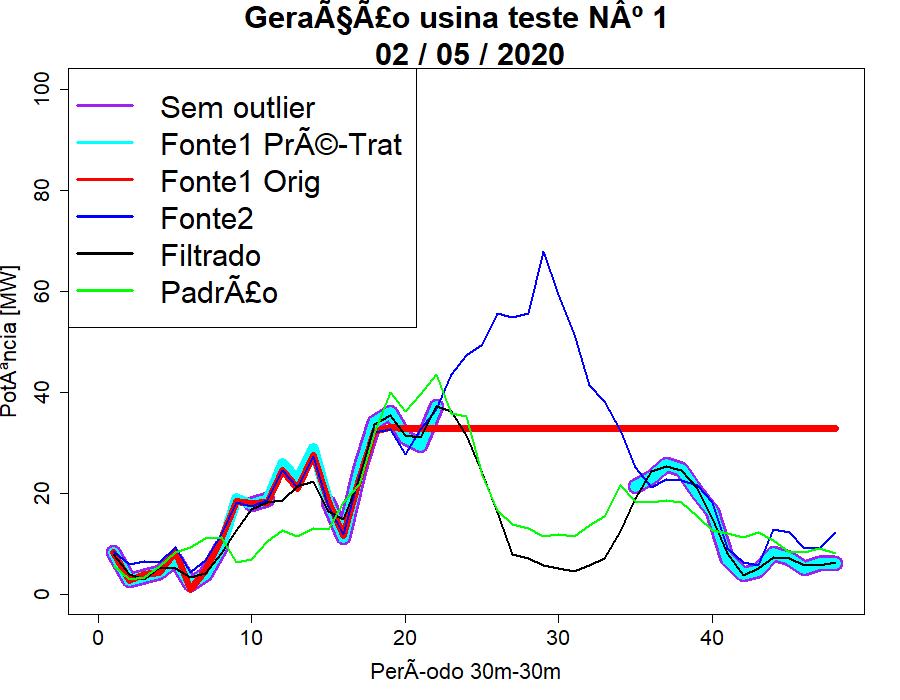 GeraÃ§Ã£o usina teste NÂº 1
02 / 05 / 2020
Sem outlier
Fonte1 PrÃ©-Trat
Fonte1 Orig
Fonte2
Filtrado
PadrÃ£o
PotÃªncia [MW]
100
80
60
40
20
0
0 10 20 30 40
PerÃ­odo 30m-30m